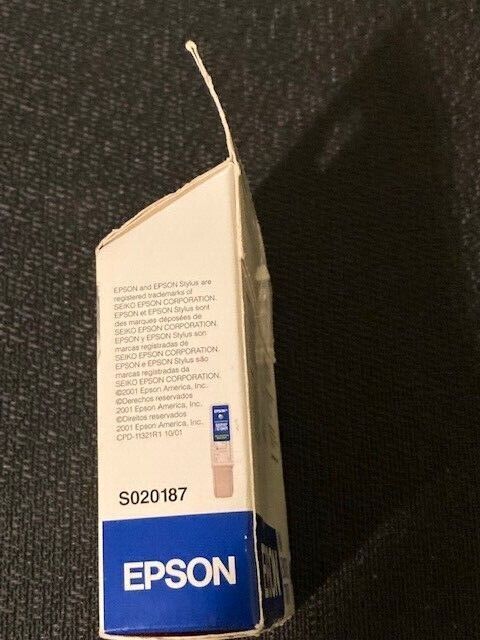 EPSON and EPSON Stylus are
registered trademarks of
SEIKO EPSON CORPORATION.
EPSON et EPSON Stylus sont
des marques déposées de
SEIKO EPSON CORPORATION.
EPSON y EPSON Stylus son
marcas registradas de
SEIKO EPSON CORPORATION.
EPSON e EPSON Stylus são
marcas registradas da
SEIKO EPSON CORPORATION.
©2001 Epson America, Inc.
©Derechos reservados
2001 Epson America, Inc.
©Direitos reservados
2001 Epson America, Inc.
CPD-11321R1 10/01
EPSON
S020187
EPSON